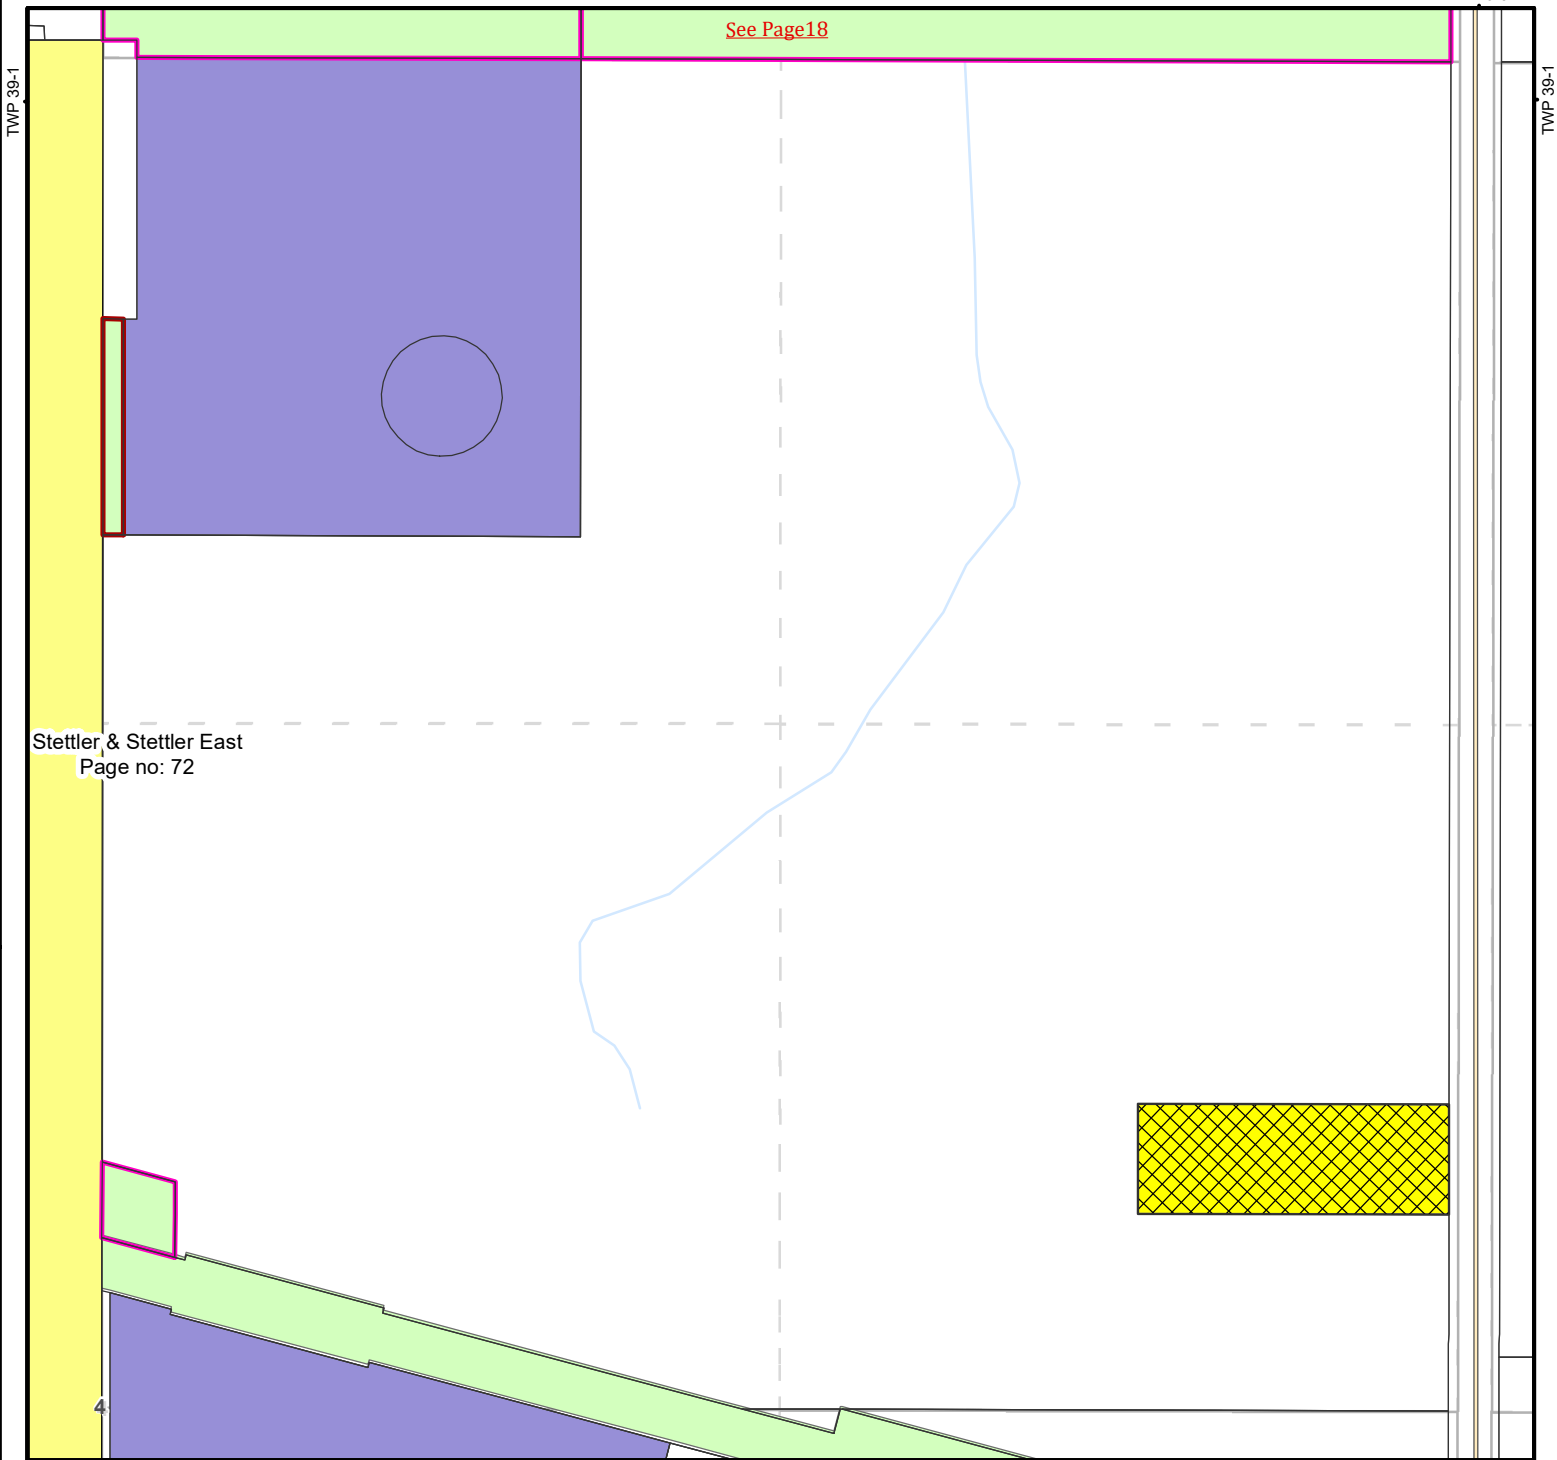 See Page18
TWP 39-1
TWP 39-1
Stettler & Stettler East
Page no: 72
4